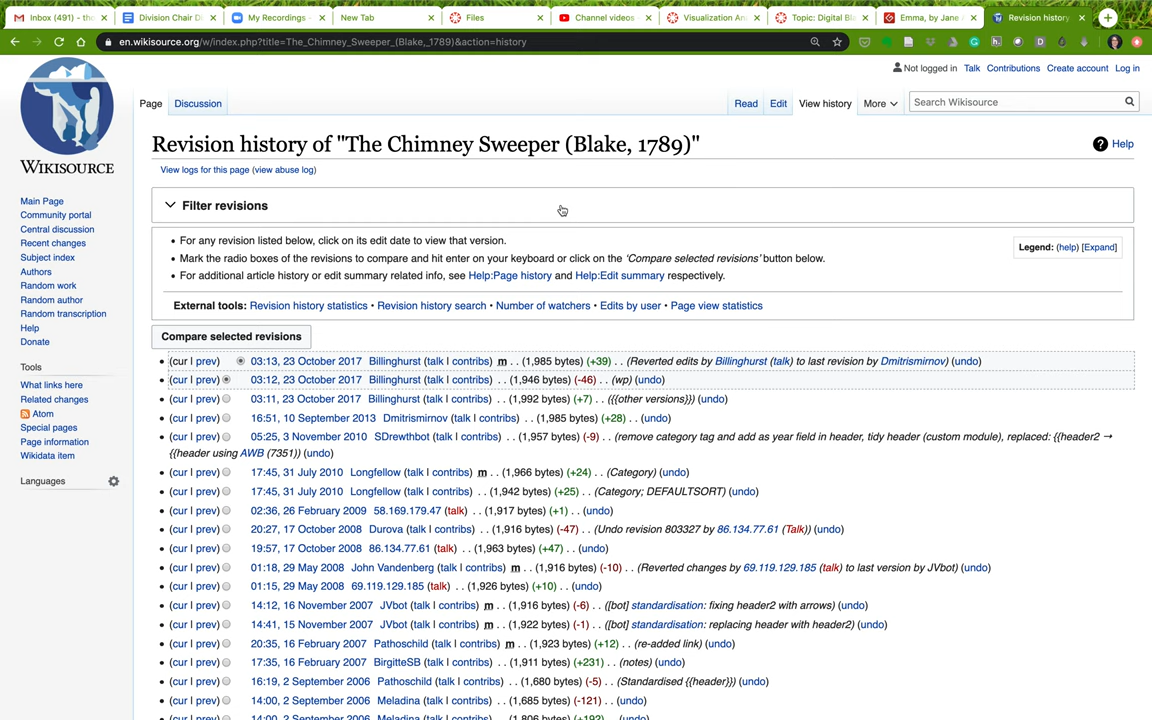 Inbox (491) - tho
Division Chair D
My Recordings -
New Tab
Files
Channel videos -
Visualization An
Topic: Digital Bl
Emma, by Jane A
Revision history
en.wikisource.org/w/index.php?title=The_Chimney_Sweeper_(Blake,_1789)&action=history
Not logged in Talk Contributions Create account Log in
Page Discussion Read Edit View history More Search Wikisource
WIKISOURCE
Main Page
Community portal
Central discussion
Recent changes
Subject index
Authors
Random work
Random author
Random transcription
Help
Donate
Tools
What links here
Related changes
Atom
Special pages
Page information
Wikidata item
Languages
Revision history of "The Chimney Sweeper (Blake, 1789)"
Help
View logs for this page (view abuse log)
Filter revisions
• For any revision listed below, click on its edit date to view that version.
• Mark the radio boxes of the revisions to compare and hit enter on your keyboard or click on the 'Compare selected revisions' button below.
• For additional article history or edit summary related info, see Help:Page history and Help:Edit summary respectively.
Legend: (help) [Expand]
External tools: Revision history statistics • Revision history search • Number of watchers • Edits by user • Page view statistics
Compare selected revisions
• (cur | prev) 03:13, 23 October 2017 Billinghurst (talk | contribs) m . . (1,985 bytes) (+39) . . (Reverted edits by Billinghurst (talk) to last revision by Dmitrismirnov) (undo)
• (cur | prev) 03:12, 23 October 2017 Billinghurst (talk | contribs) . . (1,946 bytes) (-46) . . (wp) (undo)
• (cur | prev) 03:11, 23 October 2017 Billinghurst (talk | contribs) . . (1,992 bytes) (+7) . . ({{other versions}}) (undo)
• (cur | prev) 16:51, 10 September 2013 Dmitrismirnov (talk | contribs) . . (1,985 bytes) (+28) . . (undo)
• (cur | prev) 05:25, 3 November 2010 SDrewthbot (talk | contribs) . . (1,957 bytes) (-9) . . (remove category tag and add as year field in header, tidy header (custom module), replaced: {{header2 →
{{header using AWB (7351)) (undo)
• (cur | prev) 17:45, 31 July 2010 Longfellow (talk | contribs) m . . (1,966 bytes) (+24) . . (Category) (undo)
• (cur | prev) 17:45, 31 July 2010 Longfellow (talk | contribs) . . (1,942 bytes) (+25) . . (Category; DEFAULTSORT) (undo)
• (cur | prev) 02:36, 26 February 2009 58.169.179.47 (talk) . . (1,917 bytes) (+1) . . (undo)
• (cur | prev) 20:27, 17 October 2008 Durova (talk | contribs) . . (1,916 bytes) (-47) . . (Undo revision 803327 by 86.134.77.61 (Talk)) (undo)
• (cur | prev) 19:57, 17 October 2008 86.134.77.61 (talk) . . (1,963 bytes) (+47) . . (undo)
• (cur | prev) 01:18, 29 May 2008 John Vandenberg (talk | contribs) m . . (1,916 bytes) (-10) . . (Reverted changes by 69.119.129.185 (talk) to last version by JVbot) (undo)
• (cur | prev) 01:15, 29 May 2008 69.119.129.185 (talk) . . (1,926 bytes) (+10) . . (undo)
• (cur | prev) 14:12, 16 November 2007 JVbot (talk | contribs) m . . (1,916 bytes) (-6) . . ([bot] standardisation: fixing header2 with arrows) (undo)
• (cur | prev) 14:41, 15 November 2007 JVbot (talk | contribs) m . . (1,922 bytes) (-1) . . ([bot] standardisation: replacing header with header2) (undo)
• (cur | prev) 20:35, 16 February 2007 Pathoschild (talk | contribs) m . . (1,923 bytes) (+12) . . (re-added link) (undo)
• (cur | prev) 17:35, 16 February 2007 BirgitteSB (talk | contribs) . . (1,911 bytes) (+231) . . (notes) (undo)
• (cur | prev) 16:19, 2 September 2006 Pathoschild (talk | contribs) . . (1,680 bytes) (-5) . . (Standardised {{header}}) (undo)
• (cur | prev) 14:00, 2 September 2006 Meladina (talk | contribs) . . (1,685 bytes) (-121) . . (undo)
• (cur | prev) 14:00, 2 September 2006 Meladina (talk | contribs) . . (1,806 bytes) (+192) . . (undo)